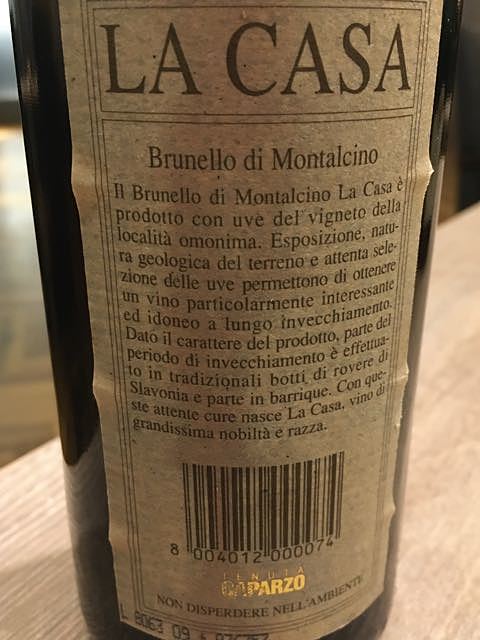 LA CASA
Brunello di Montalcino
Il Brunello di Montalcino La Casa è
prodotto con uve del vigneto della
località omonima. Esposizione, natu-
ra geologica del terreno e attenta sele-
zione delle uve permettono di ottenere
un vino particolarmente interessante
ed idoneo a lungo invecchiamento.
Dato il carattere del prodotto, parte del
periodo di invecchiamento è effettua-
to in tradizionali botti di rovere di
Slavonia e parte in barrique. Con que-
ste attente cure nasce La Casa, vino di
grandissima nobiltà e razza.
8 004012 000074
TENUTA
CAPARZO
NON DISPERDERE NELL'AMBIENTE
L 8063 09